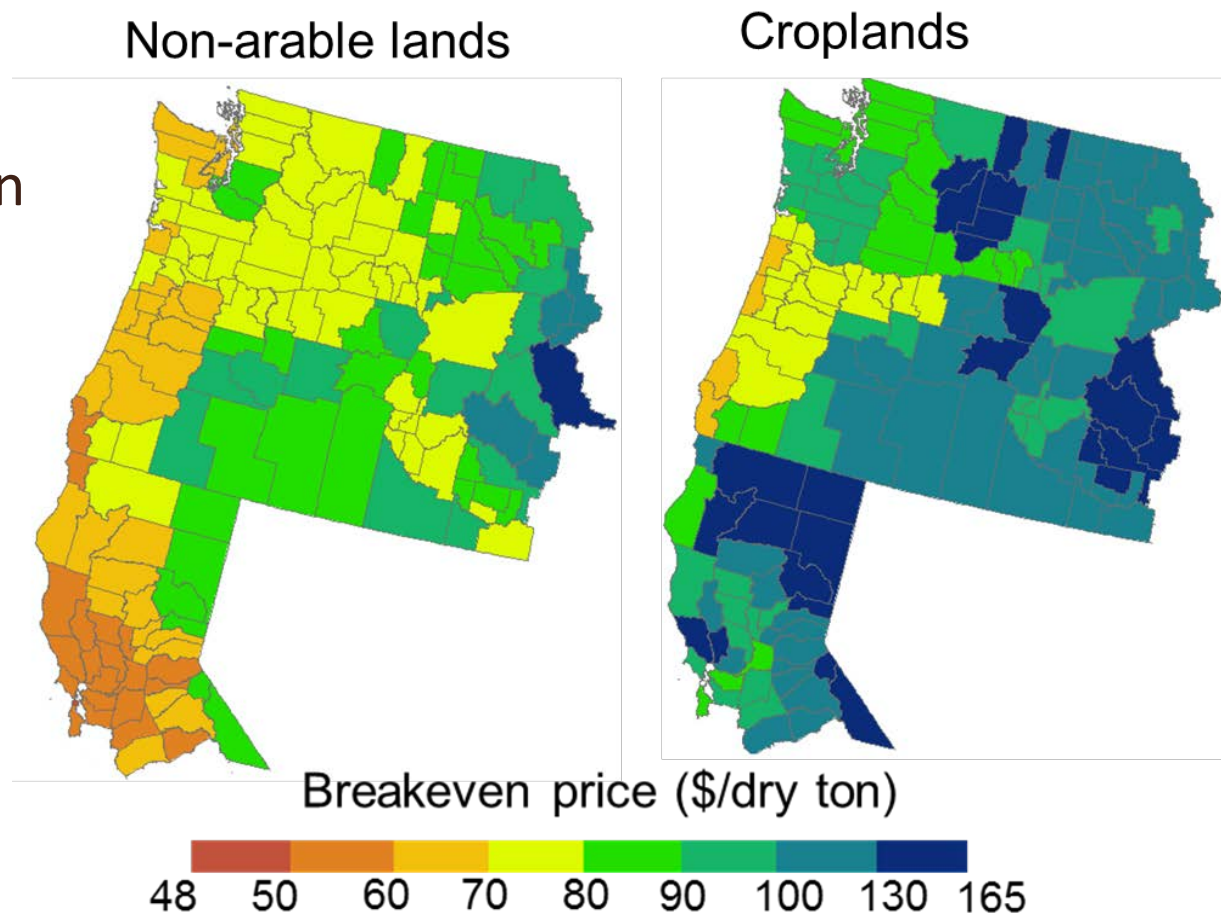 Non-arable lands
Croplands
n
Breakeven price ($/dry ton)
48 50 60 70 80 90 100 130 165